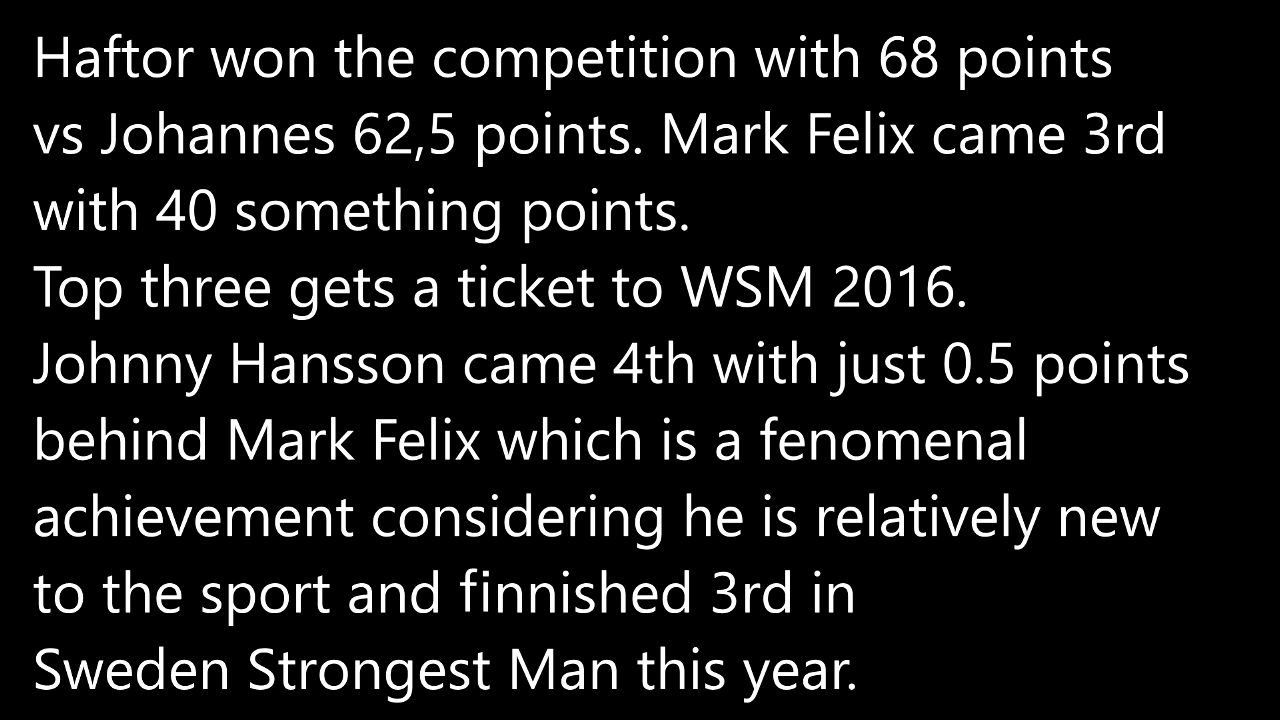 Haftor won the competition with 68 points
vs Johannes 62,5 points. Mark Felix came 3rd
with 40 something points.
Top three gets a ticket to WSM 2016.
Johnny Hansson came 4th with just 0.5 points
behind Mark Felix which is a fenomenal
achievement considering he is relatively new
to the sport and finnished 3rd in
Sweden Strongest Man this year.